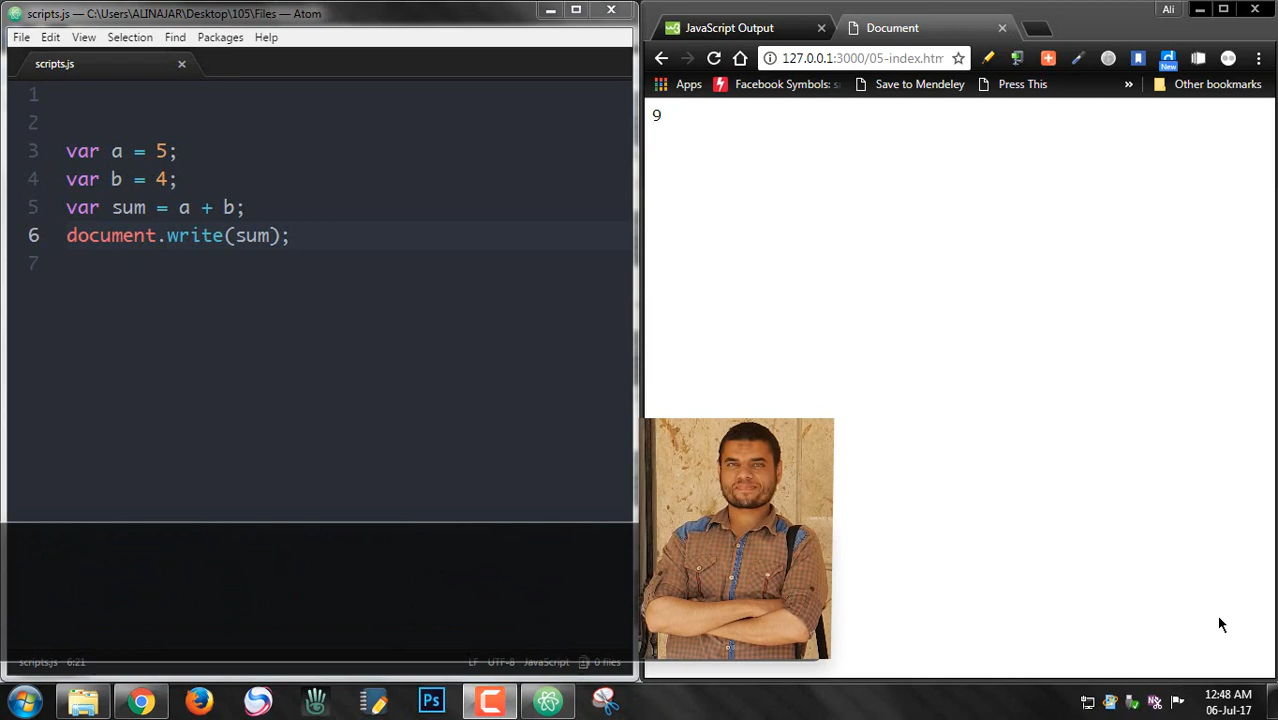 scripts.js — C:\Users\ALINAJAR\Desktop\105\Files — Atom
File Edit View Selection Find Packages Help
scripts.js
1
2
3 var a = 5;
4 var b = 4;
5 var sum = a + b;
6 document.write(sum);
7
scripts.js 6:21
LF UTF-8 JavaScript 0 files
JavaScript Output
Document
Ali
127.0.0.1:3000/05-index.htm
New
Apps Facebook Symbols: Save to Mendeley Press This » Other bookmarks
9
Ps
12:48 AM
06-Jul-17